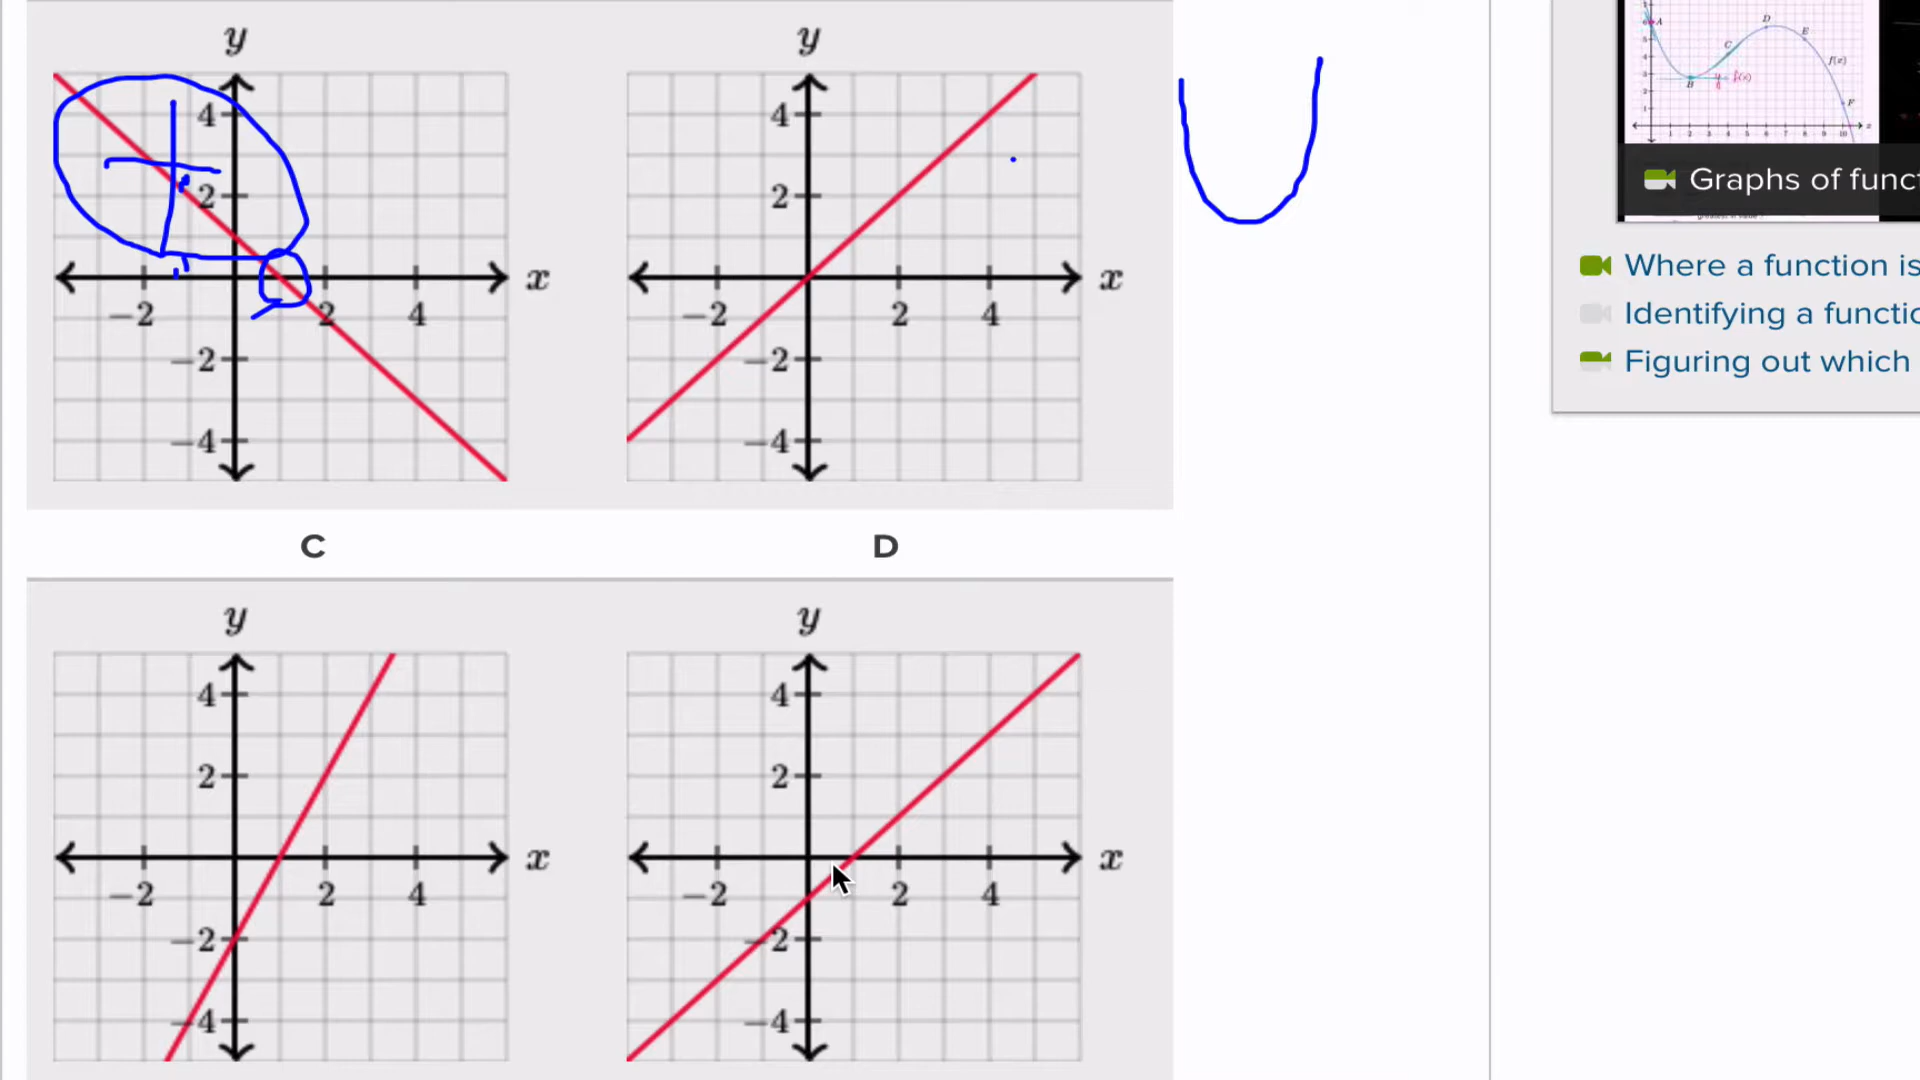 y
y
4
2
-2
2
4
x
-2
-4
4
2
-2
2
4
x
-2
-4
C
D
y
y
4
2
-2
2
4
x
-2
-4
4
2
-2
2
4
x
-2
-4
A
B
C
D
E
F
f(x)
Graphs of funct
Where a function is
Identifying a functio
Figuring out which